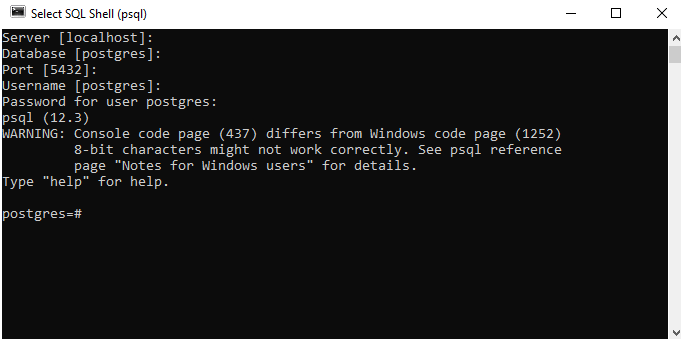 Select SQL Shell (psql)
Server [localhost]:
Database [postgres]:
Port [5432]:
Username [postgres]:
Password for user postgres:
psql (12.3)
WARNING: Console code page (437) differs from Windows code page (1252)
         8-bit characters might not work correctly. See psql reference
         page "Notes for Windows users" for details.
Type "help" for help.

postgres=#